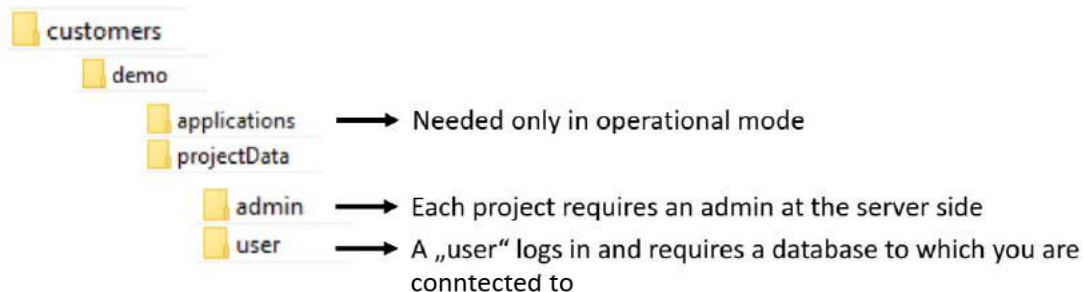 customers
demo
applications Needed only in operational mode
projectData
admin Each project requires an admin at the server side
user A „user“ logs in and requires a database to which you are
conntected to